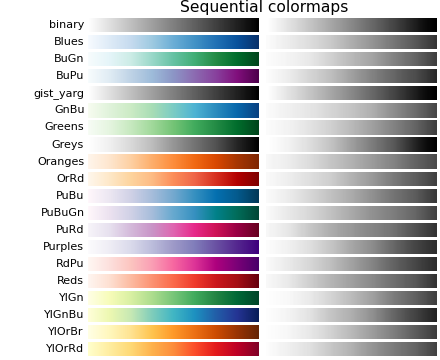 Sequential colormaps
binary
Blues
BuGn
BuPu
gist_yarg
GnBu
Greens
Greys
Oranges
OrRd
PuBu
PuBuGn
PuRd
Purples
RdPu
Reds
YlGn
YlGnBu
YlOrBr
YlOrRd